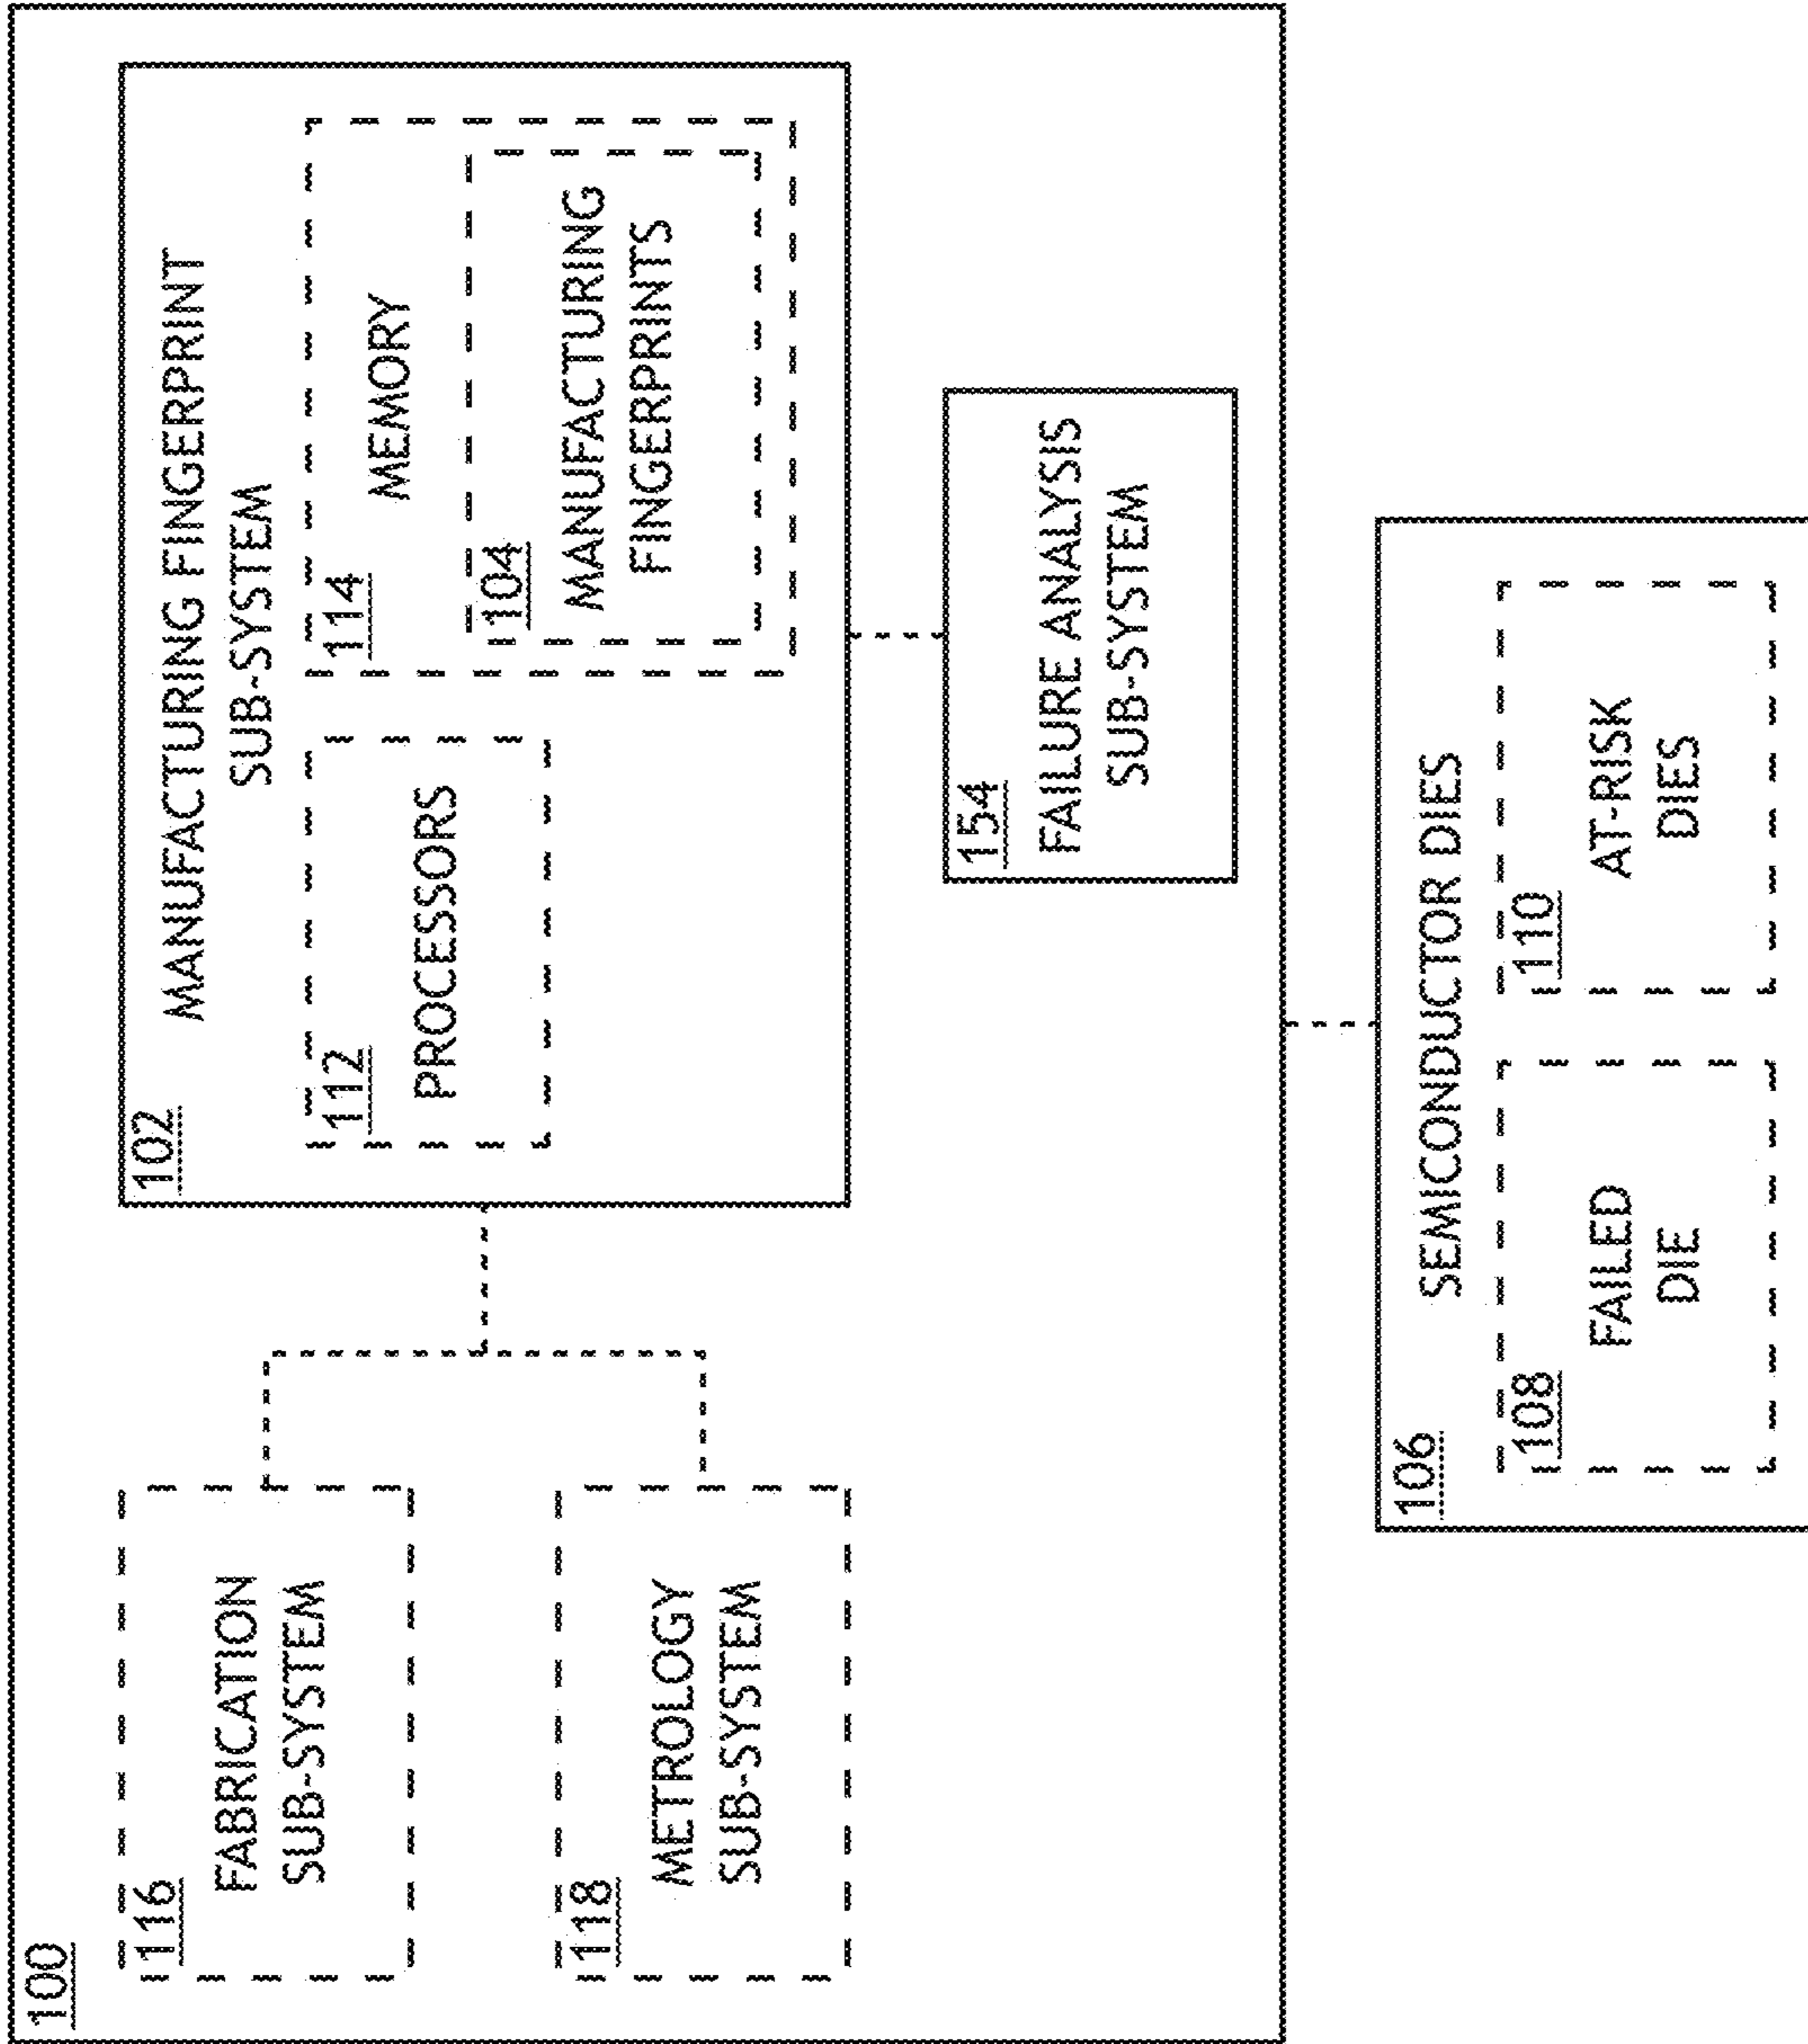 100
116
FABRICATION
SUB-SYSTEM
118
METROLOGY
SUB-SYSTEM
102
MANUFACTURING FINGERPRINT
SUB-SYSTEM
112
PROCESSORS
114
MEMORY
104
MANUFACTURING
FINGERPRINTS
154
FAILURE ANALYSIS
SUB-SYSTEM
106
SEMICONDUCTOR DIES
108
FAILED
DIE
110
AT-RISK
DIES